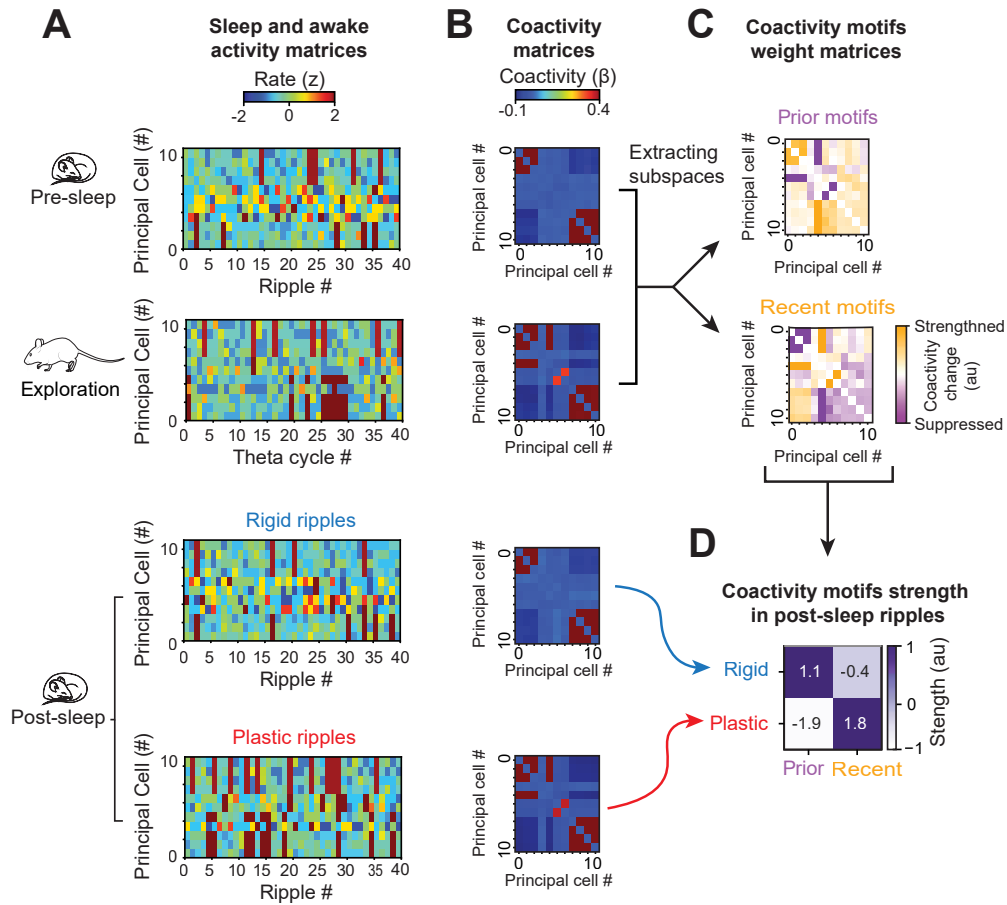 A
Sleep and awake
activity matrices
Rate (z)
-2 0 2
Pre-sleep
Principal Cell (#)
10
0
0 5 10 15 20 25 30 35 40
Ripple #
Exploration
Principal Cell (#)
10
0
0 5 10 15 20 25 30 35 40
Theta cycle #
B
Coactivity
matrices
Coactivity (β)
-0.1 0.4
Principal cell #
0
10
0 10
Principal cell #
Principal cell #
0
10
0 10
Principal cell #
Extracting
subspaces
C
Coactivity motifs
weight matrices
Prior motifs
Principal cell #
0
10
0 10
Principal cell #
Recent motifs
Principal cell #
0
10
0 10
Principal cell #
Strengthned
Coactivity
change
(au)
Suppressed
Post-sleep
Rigid ripples
Principal Cell (#)
10
0
0 5 10 15 20 25 30 35 40
Ripple #
Plastic ripples
Principal Cell (#)
10
0
0 5 10 15 20 25 30 35 40
Ripple #
Principal cell #
0
10
0 10
Principal cell #
Principal cell #
0
10
0 10
Principal cell #
D
Coactivity motifs strength
in post-sleep ripples
Rigid
1.1 -0.4
Plastic
-1.9 1.8
Prior Recent
1
0
−1
Stength (au)